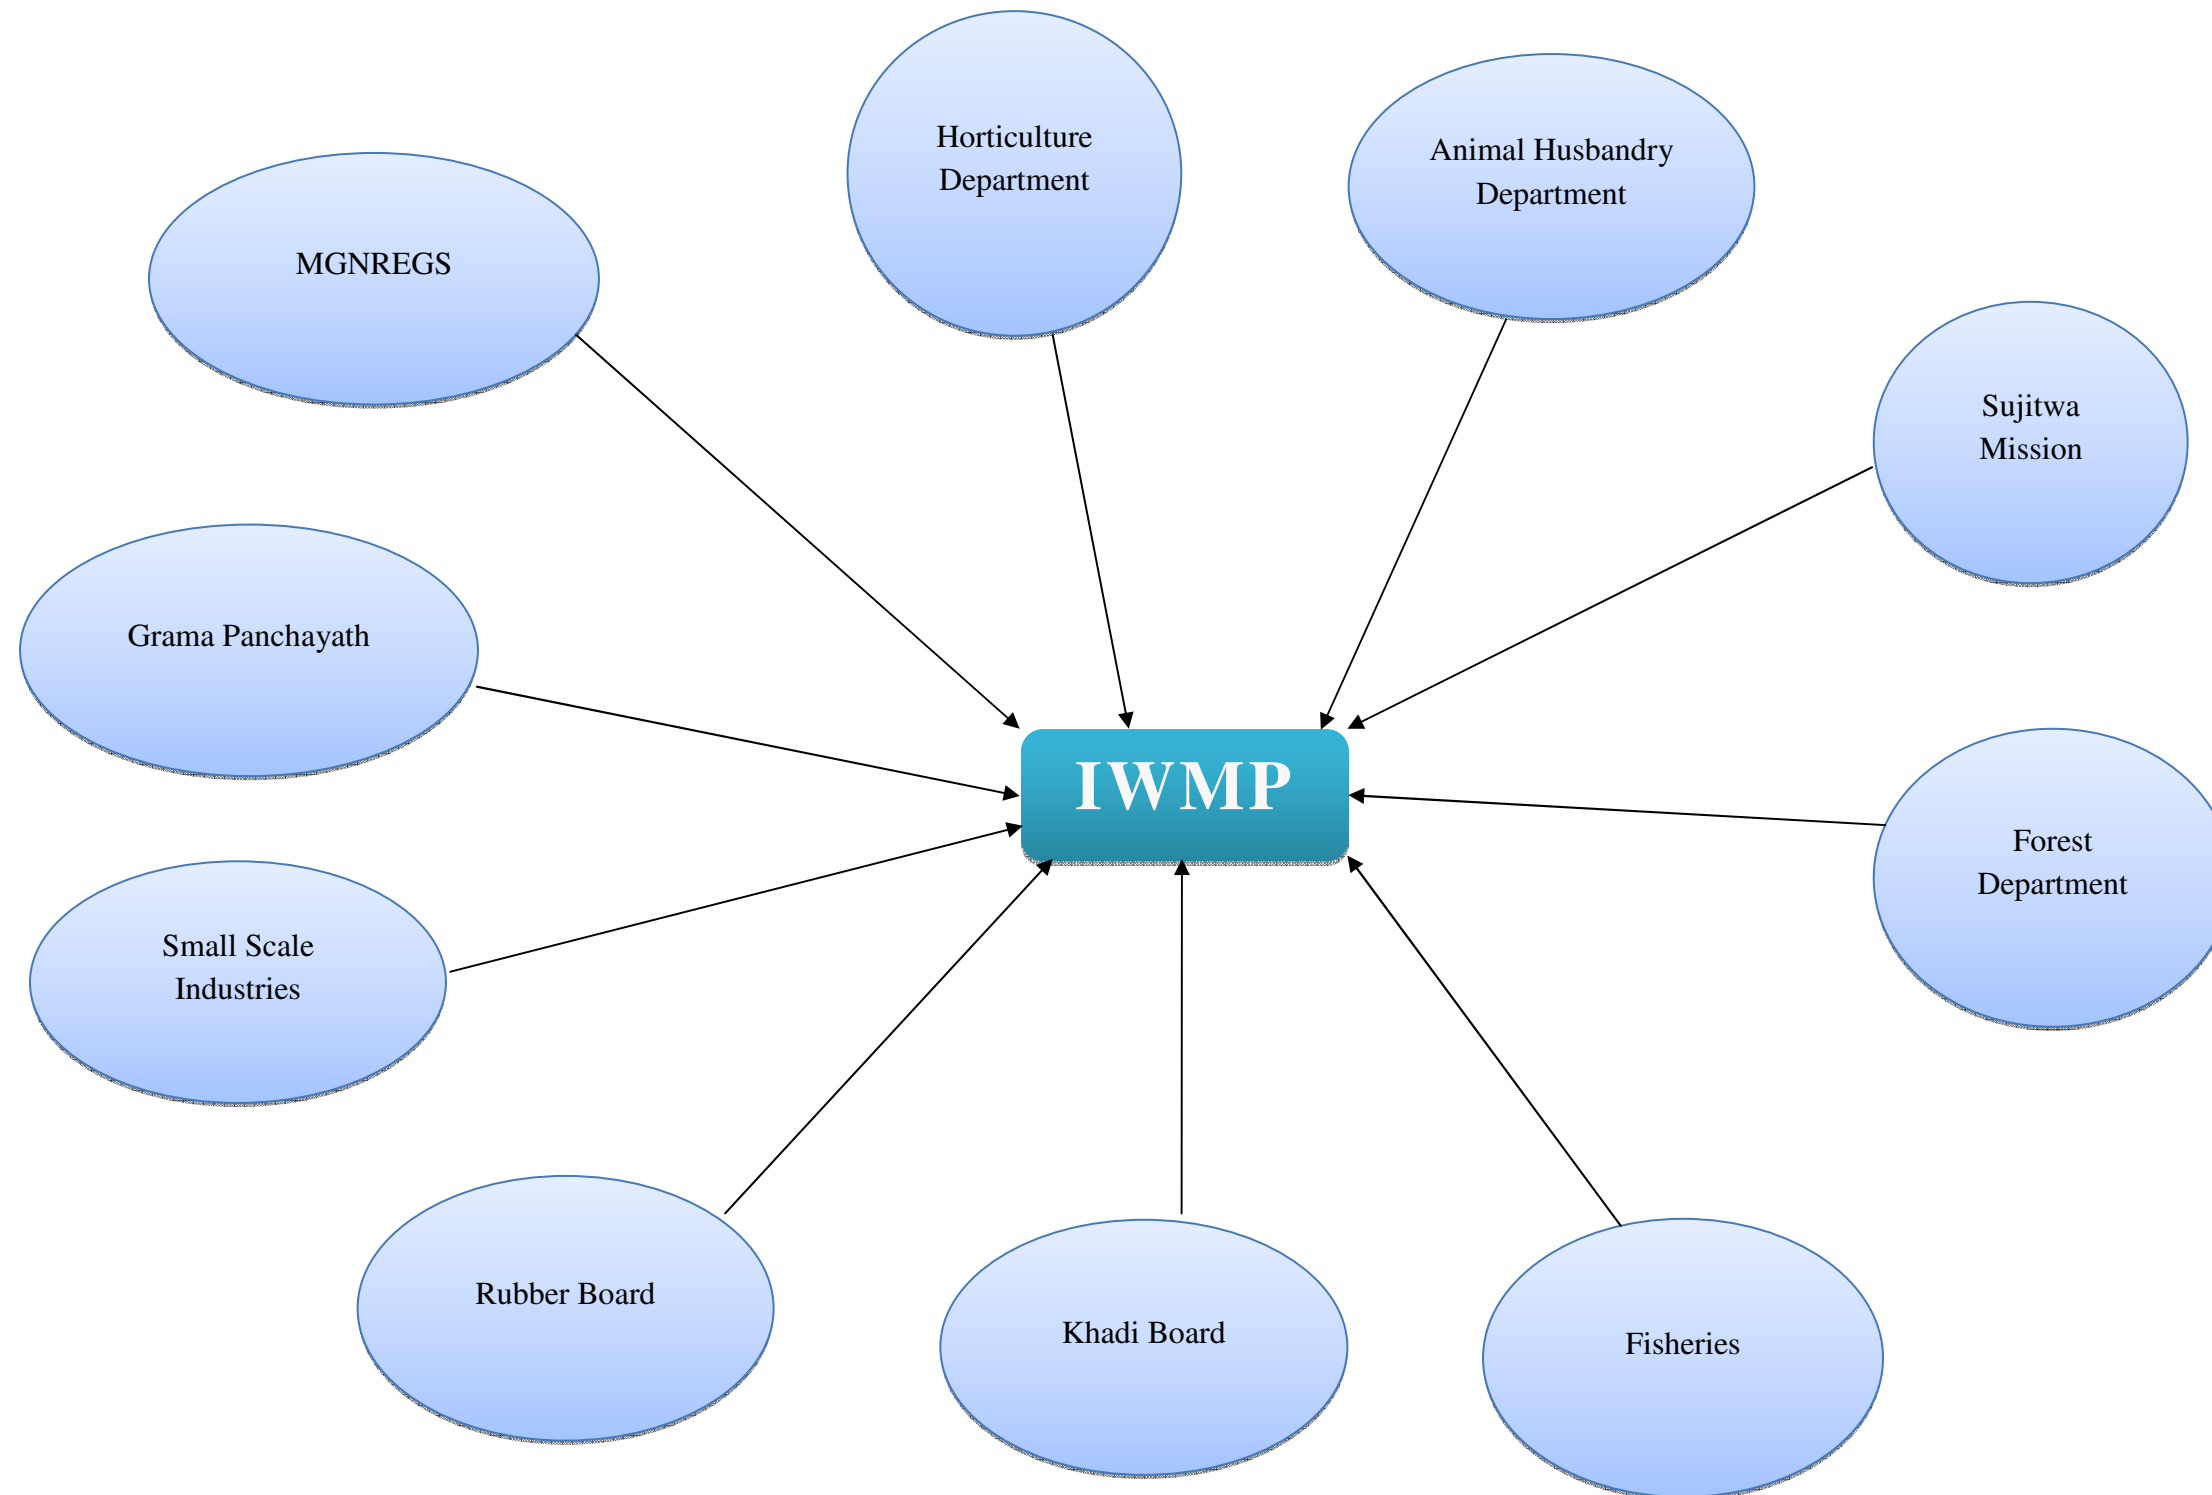 Horticulture
Department
Animal Husbandry
Department
MGNREGS
Sujitwa
Mission
Grama Panchayath
IWMP
Forest
Department
Small Scale
Industries
Rubber Board
Khadi Board
Fisheries